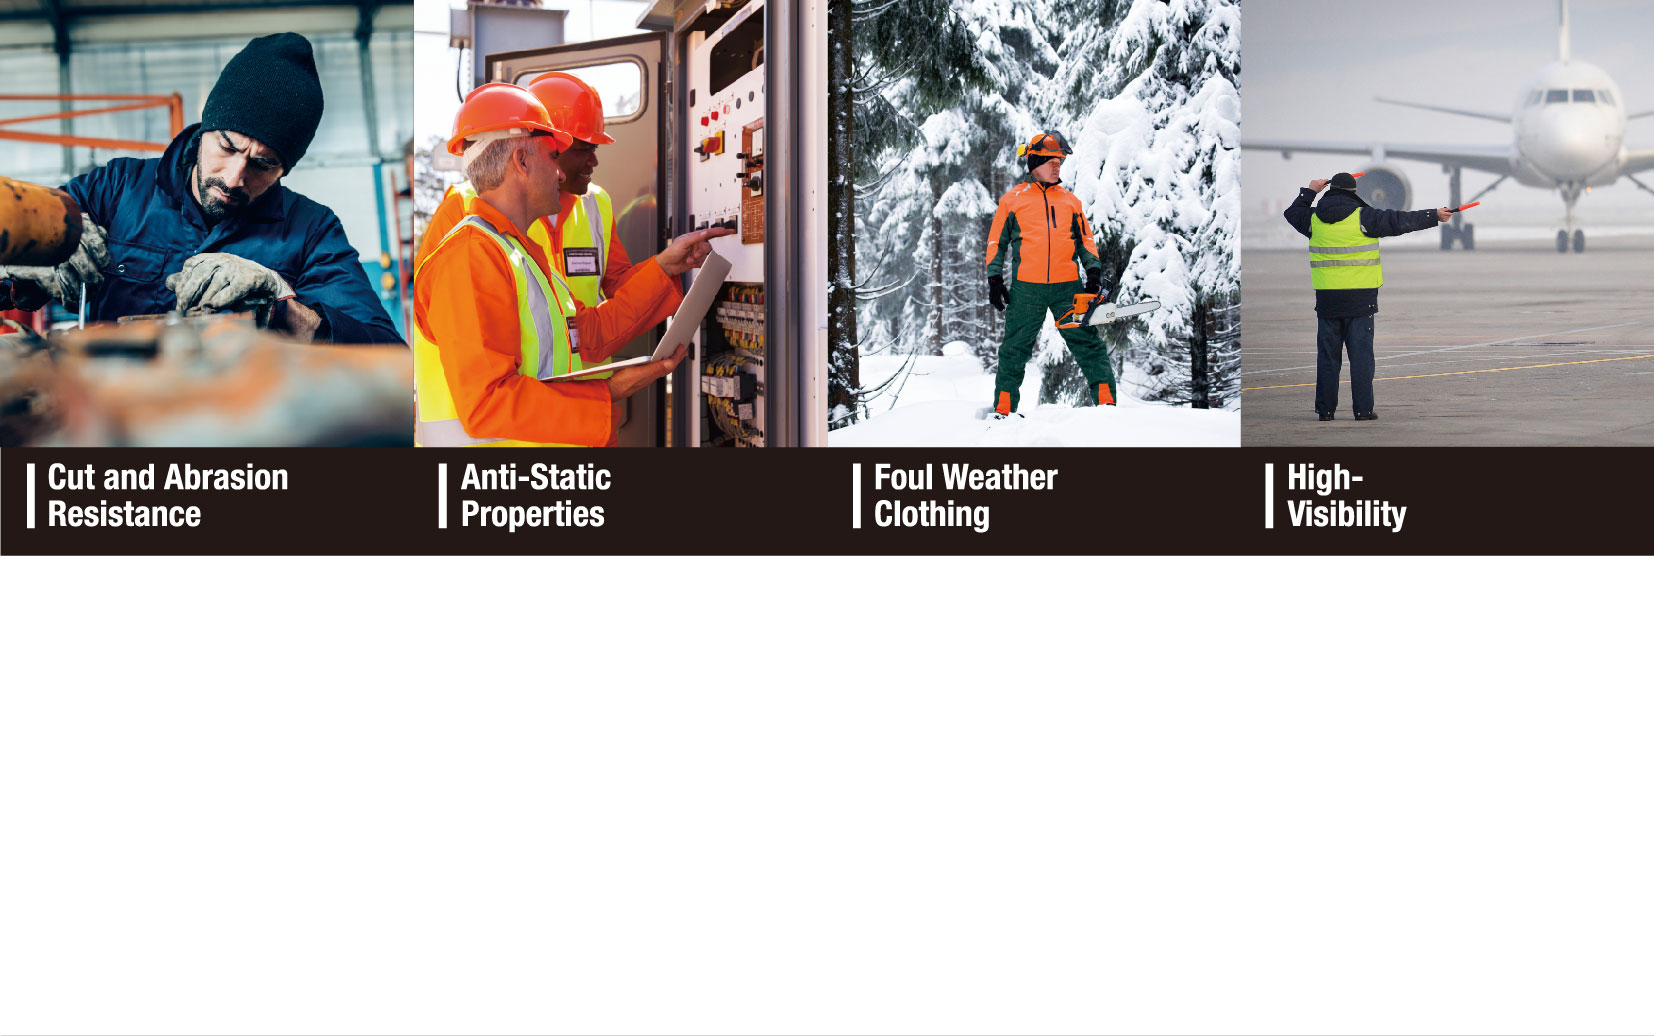 Cut and Abrasion
Resistance
Anti-Static
Properties
Foul Weather
Clothing
High-
Visibility